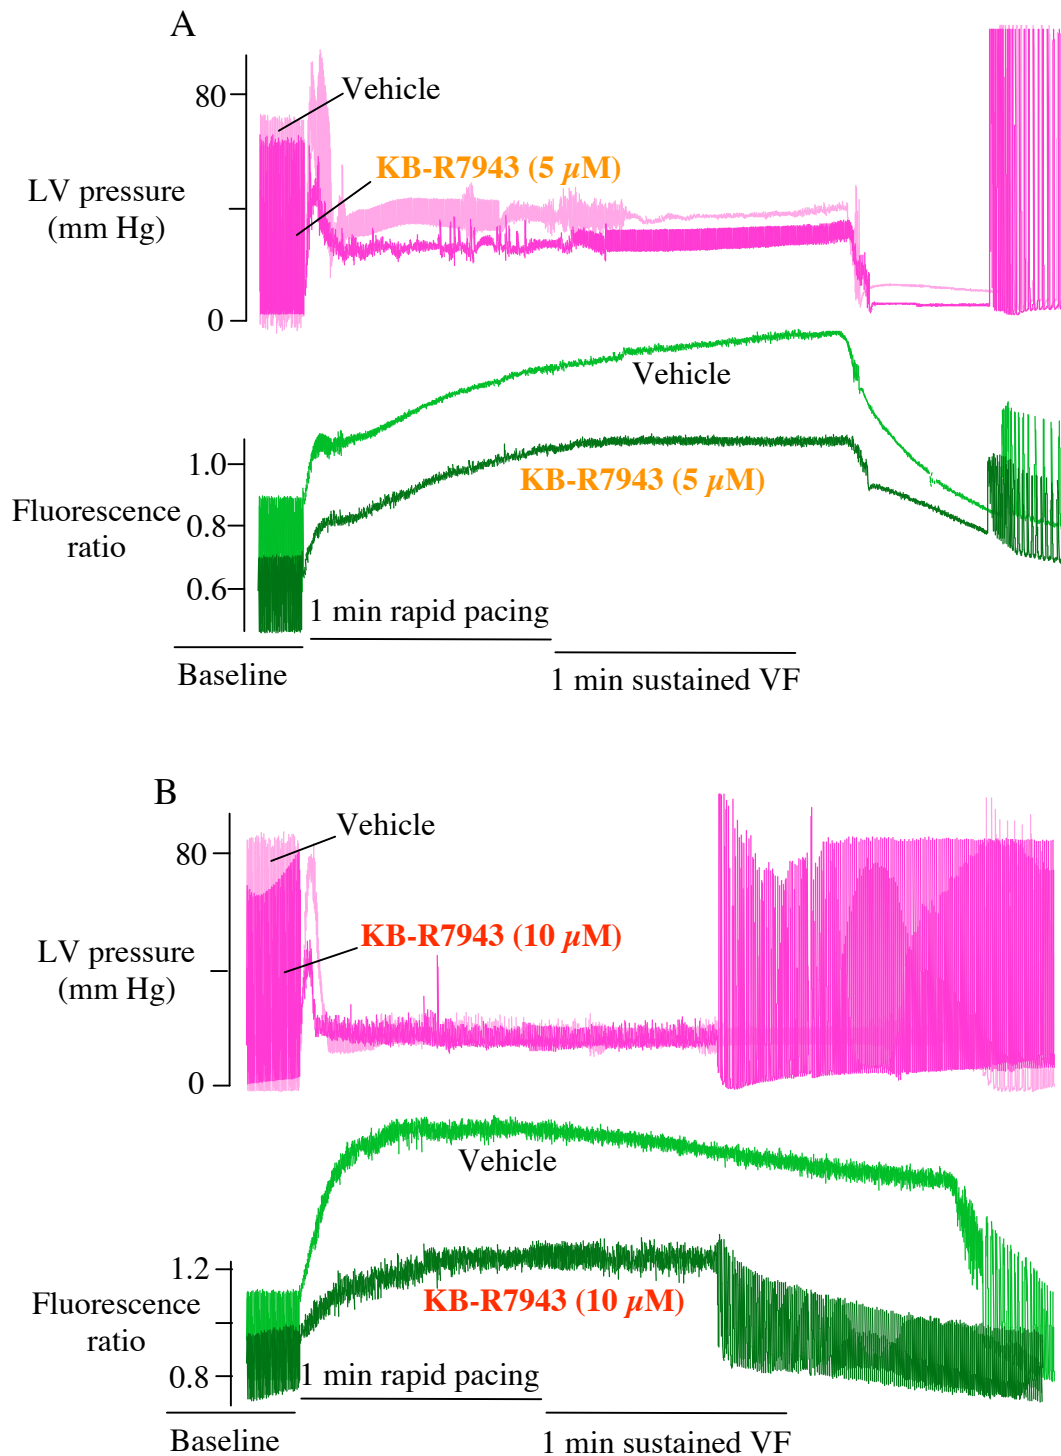 A
80
Vehicle
KB-R7943 (5 µM)
LV pressure
(mm Hg)
0
Vehicle
1.0
KB-R7943 (5 µM)
Fluorescence
ratio
0.8
0.6
1 min rapid pacing
Baseline
1 min sustained VF
B
Vehicle
80
KB-R7943 (10 µM)
LV pressure
(mm Hg)
0
Vehicle
1.2
KB-R7943 (10 µM)
Fluorescence
ratio
0.8
1 min rapid pacing
Baseline
1 min sustained VF